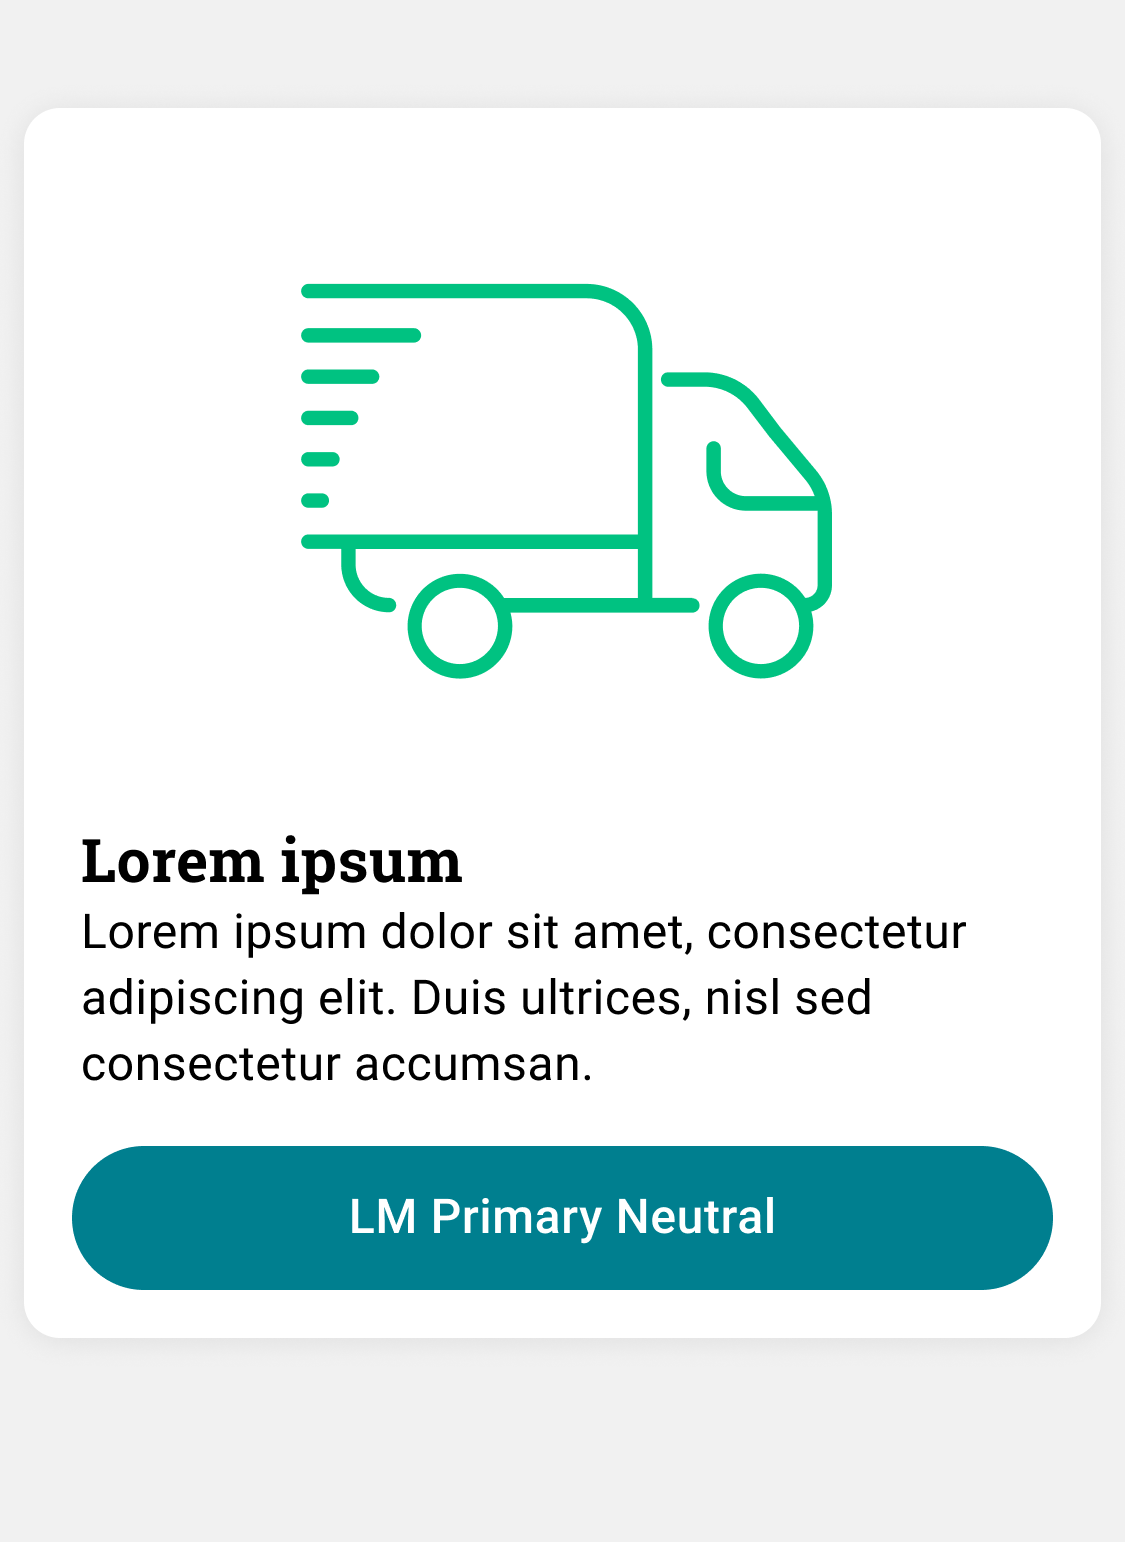 Lorem ipsum
Lorem ipsum dolor sit amet, consectetur
adipiscing elit. Duis ultrices, nisl sed
consectetur accumsan.
LM Primary Neutral